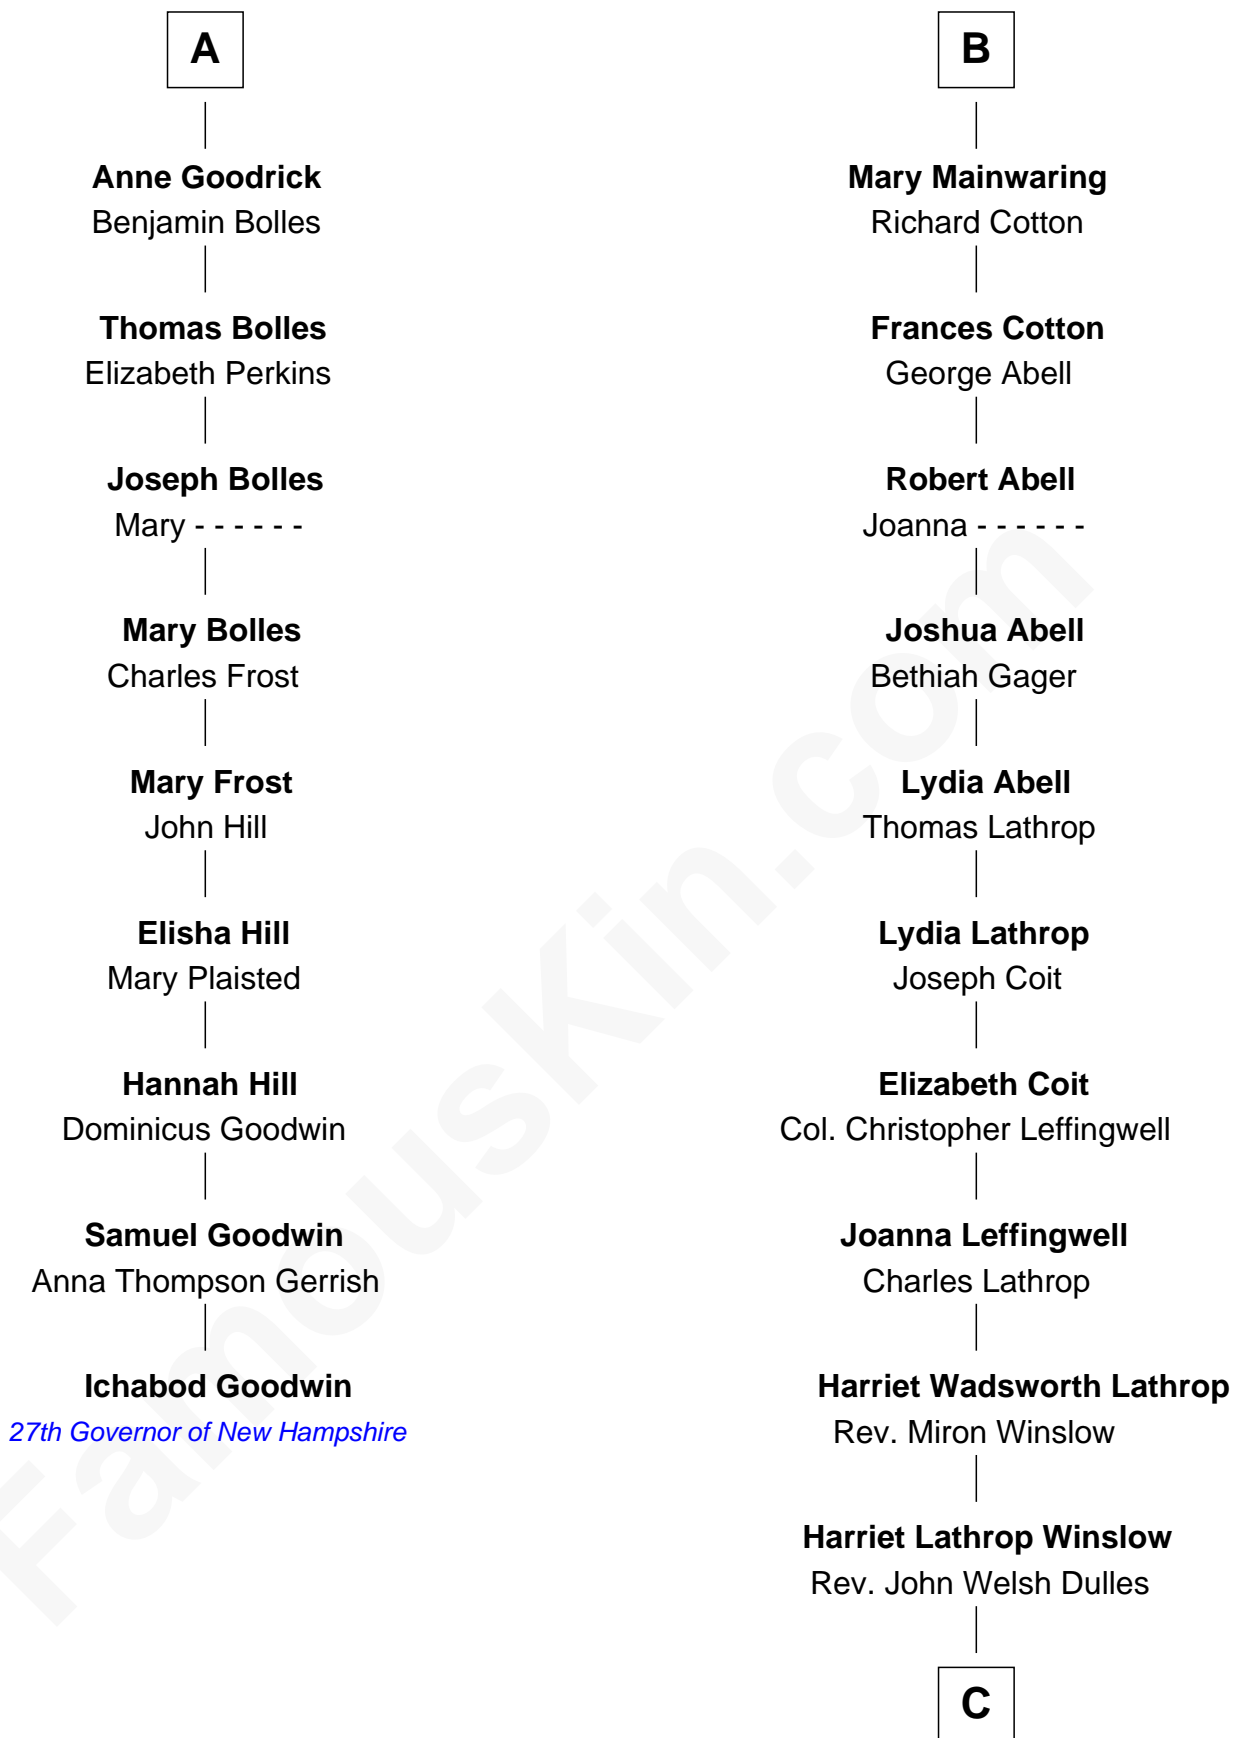 A
Anne Goodrick
Benjamin Bolles
Thomas Bolles
Elizabeth Perkins
Joseph Bolles
Mary - - - - - -
Mary Bolles
Charles Frost
Mary Frost
John Hill
Elisha Hill
Mary Plaisted
Hannah Hill
Dominicus Goodwin
Samuel Goodwin
Anna Thompson Gerrish
Ichabod Goodwin
27th Governor of New Hampshire
B
Mary Mainwaring
Richard Cotton
Frances Cotton
George Abell
Robert Abell
Joanna - - - - - -
Joshua Abell
Bethiah Gager
Lydia Abell
Thomas Lathrop
Lydia Lathrop
Joseph Coit
Elizabeth Coit
Col. Christopher Leffingwell
Joanna Leffingwell
Charles Lathrop
Harriet Wadsworth Lathrop
Rev. Miron Winslow
Harriet Lathrop Winslow
Rev. John Welsh Dulles
C
FamousKin.com